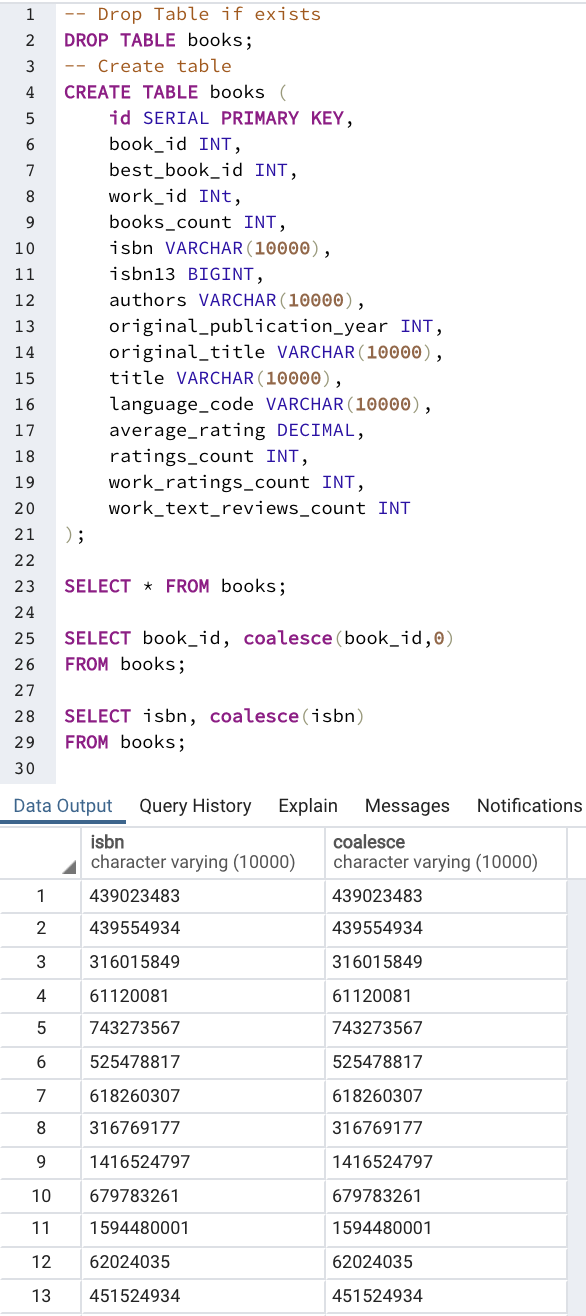 1 -- Drop Table if exists
2 DROP TABLE books;
3 -- Create table
4 CREATE TABLE books (
5 id SERIAL PRIMARY KEY,
6 book_id INT,
7 best_book_id INT,
8 work_id INt,
9 books_count INT,
10 isbn VARCHAR(10000),
11 isbn13 BIGINT,
12 authors VARCHAR(10000),
13 original_publication_year INT,
14 original_title VARCHAR(10000),
15 title VARCHAR(10000),
16 language_code VARCHAR(10000),
17 average_rating DECIMAL,
18 ratings_count INT,
19 work_ratings_count INT,
20 work_text_reviews_count INT
21 );
22
23 SELECT * FROM books;
24
25 SELECT book_id, coalesce(book_id,0)
26 FROM books;
27
28 SELECT isbn, coalesce(isbn)
29 FROM books;
30
Data Output Query History Explain Messages Notifications
isbn coalesce
character varying (10000) character varying (10000)
1 439023483 439023483
2 439554934 439554934
3 316015849 316015849
4 61120081 61120081
5 743273567 743273567
6 525478817 525478817
7 618260307 618260307
8 316769177 316769177
9 1416524797 1416524797
10 679783261 679783261
11 1594480001 1594480001
12 62024035 62024035
13 451524934 451524934